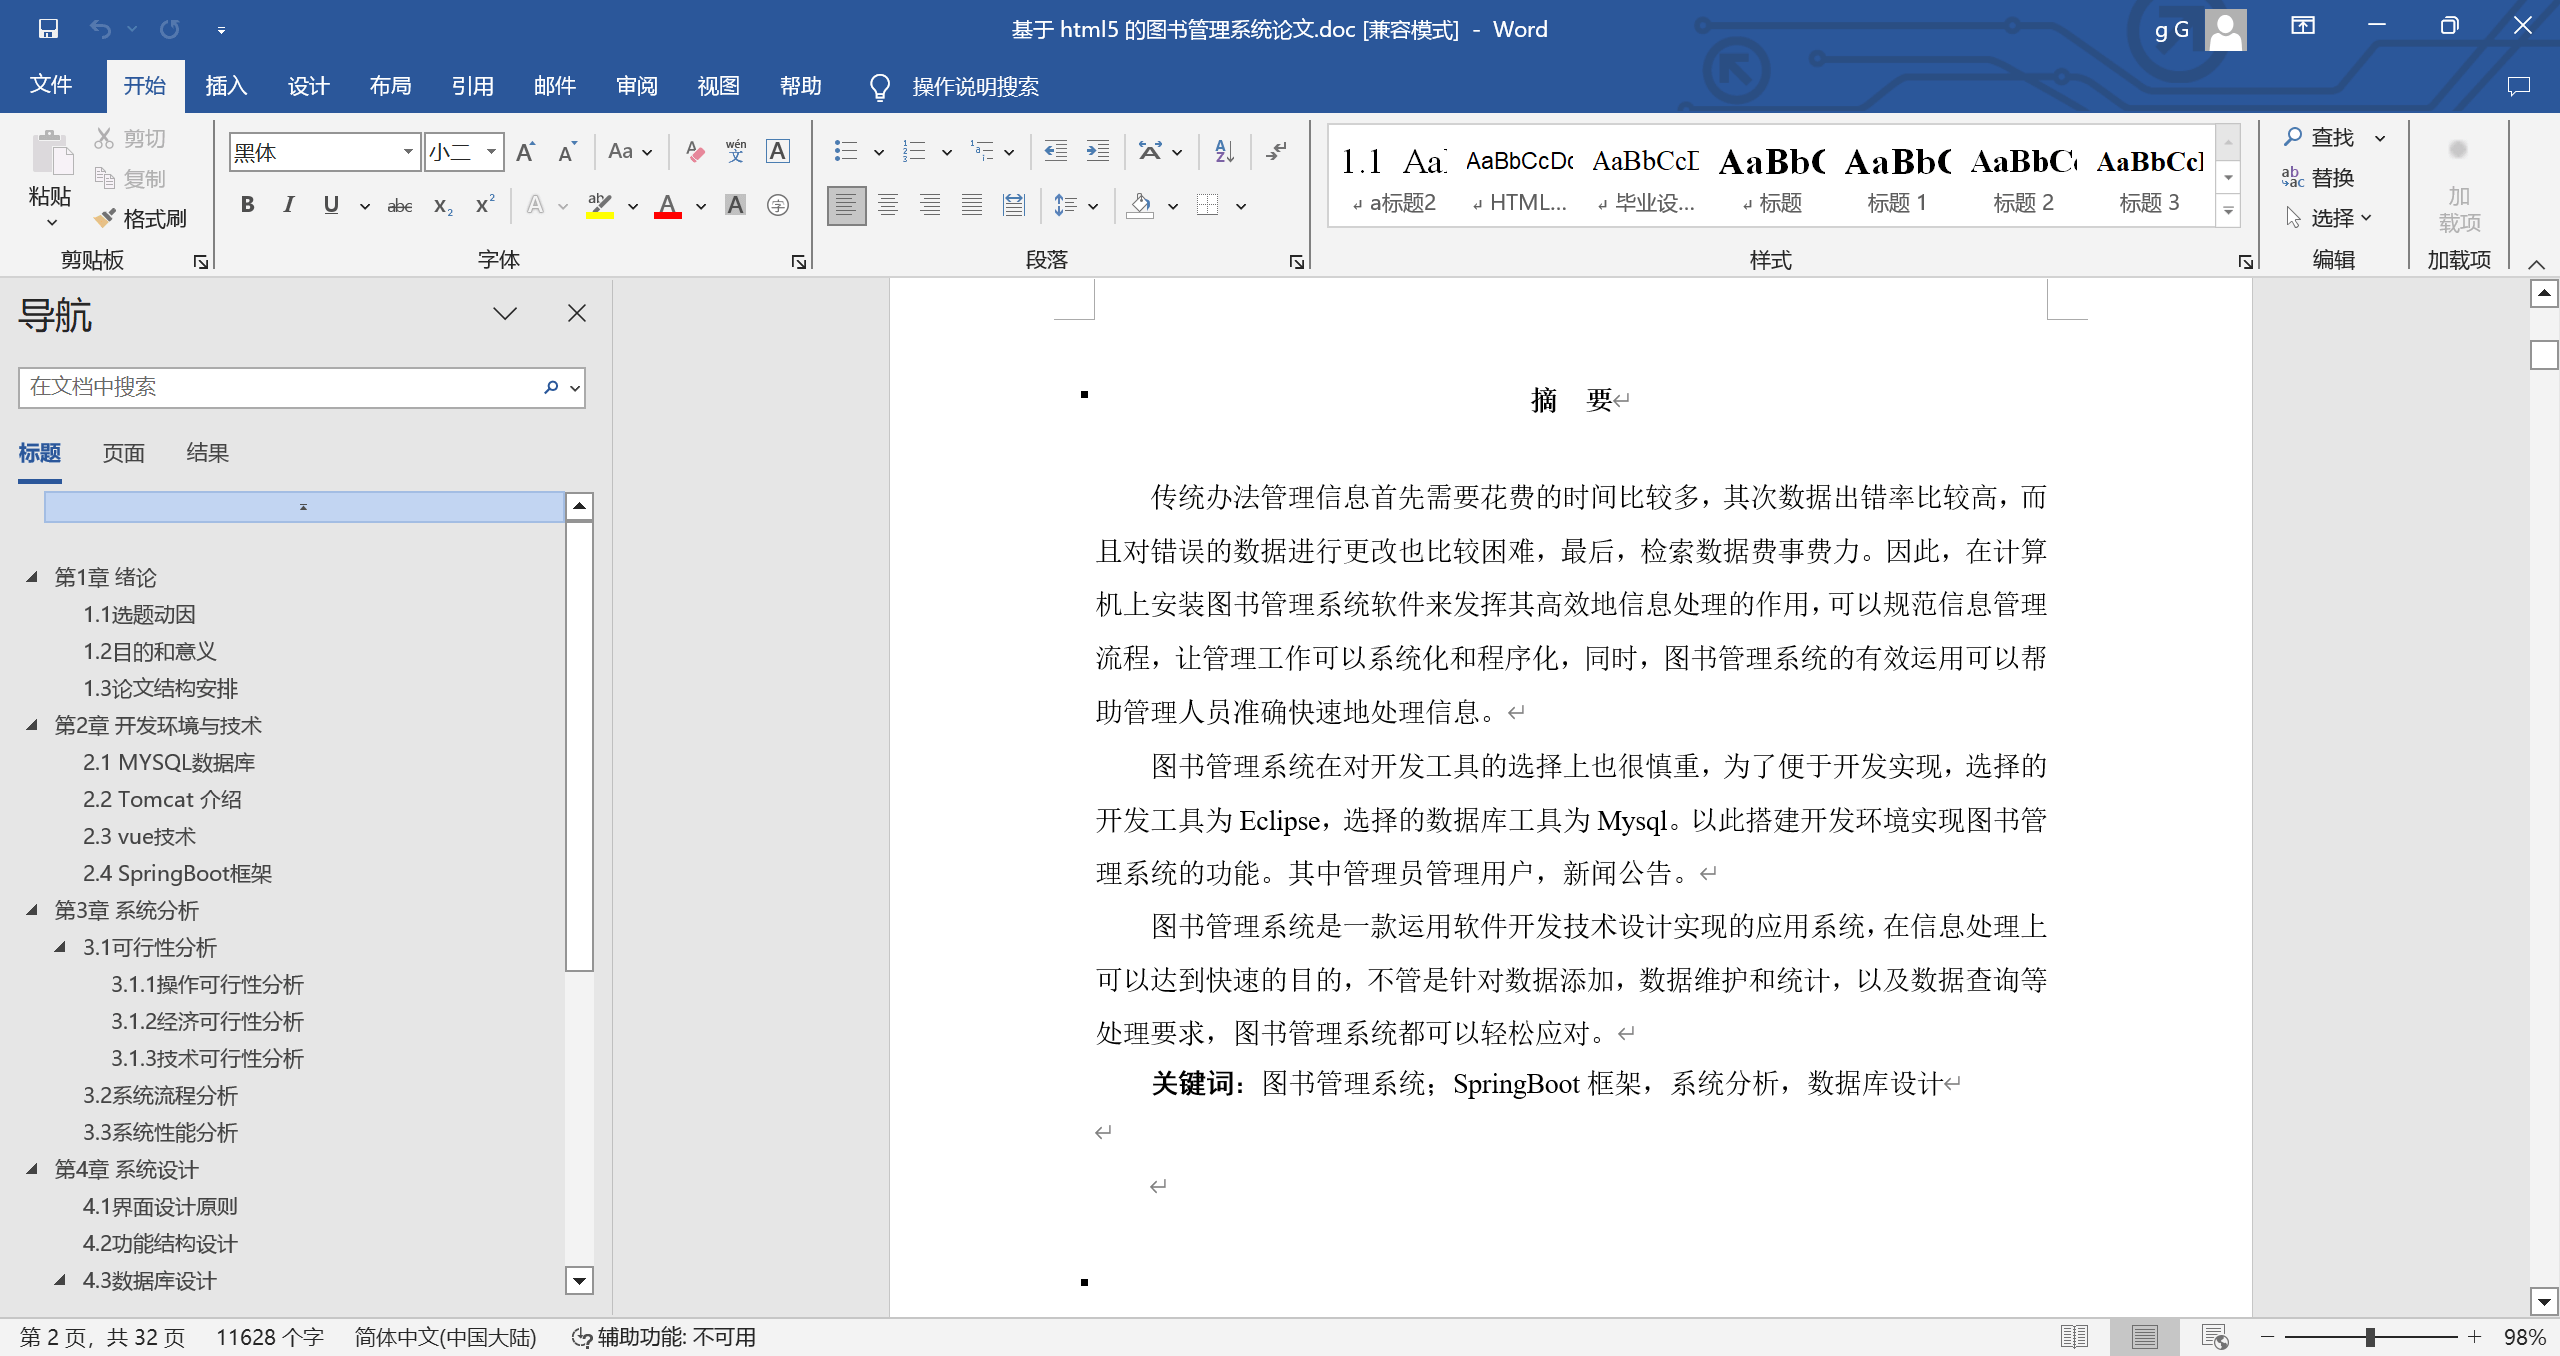 基于 html5 的图书管理系统论文.doc [兼容模式] - Word
g G
文件 开始 插入 设计 布局 引用 邮件 审阅 视图 帮助 操作说明搜索
粘贴
剪切
复制
格式刷
剪贴板
黑体 小二 A A Aa A wén 文 A
B I U abc X₂ X² A ab A A 字
字体
段落
1.1 Aa AaBbCcDc AaBbCcD AaBbC AaBbC AaBbC AaBbCcI
a标题2 HTML... 毕业设... 标题 标题 1 标题 2 标题 3
样式
查找
替换
选择
编辑
加
载项
加载项
导航
在文档中搜索
标题 页面 结果
第1章 绪论
1.1选题动因
1.2目的和意义
1.3论文结构安排
第2章 开发环境与技术
2.1 MYSQL数据库
2.2 Tomcat 介绍
2.3 vue技术
2.4 SpringBoot框架
第3章 系统分析
3.1可行性分析
3.1.1操作可行性分析
3.1.2经济可行性分析
3.1.3技术可行性分析
3.2系统流程分析
3.3系统性能分析
第4章 系统设计
4.1界面设计原则
4.2功能结构设计
4.3数据库设计
摘 要
传统办法管理信息首先需要花费的时间比较多，其次数据出错率比较高，而
且对错误的数据进行更改也比较困难，最后，检索数据费事费力。因此，在计算
机上安装图书管理系统软件来发挥其高效地信息处理的作用，可以规范信息管理
流程，让管理工作可以系统化和程序化，同时，图书管理系统的有效运用可以帮
助管理人员准确快速地处理信息。
图书管理系统在对开发工具的选择上也很慎重，为了便于开发实现，选择的
开发工具为 Eclipse，选择的数据库工具为 Mysql。以此搭建开发环境实现图书管
理系统的功能。其中管理员管理用户，新闻公告。
图书管理系统是一款运用软件开发技术设计实现的应用系统，在信息处理上
可以达到快速的目的，不管是针对数据添加，数据维护和统计，以及数据查询等
处理要求，图书管理系统都可以轻松应对。
关键词：图书管理系统；SpringBoot 框架，系统分析，数据库设计
第 2 页，共 32 页 11628 个字 简体中文(中国大陆) 辅助功能: 不可用
98%